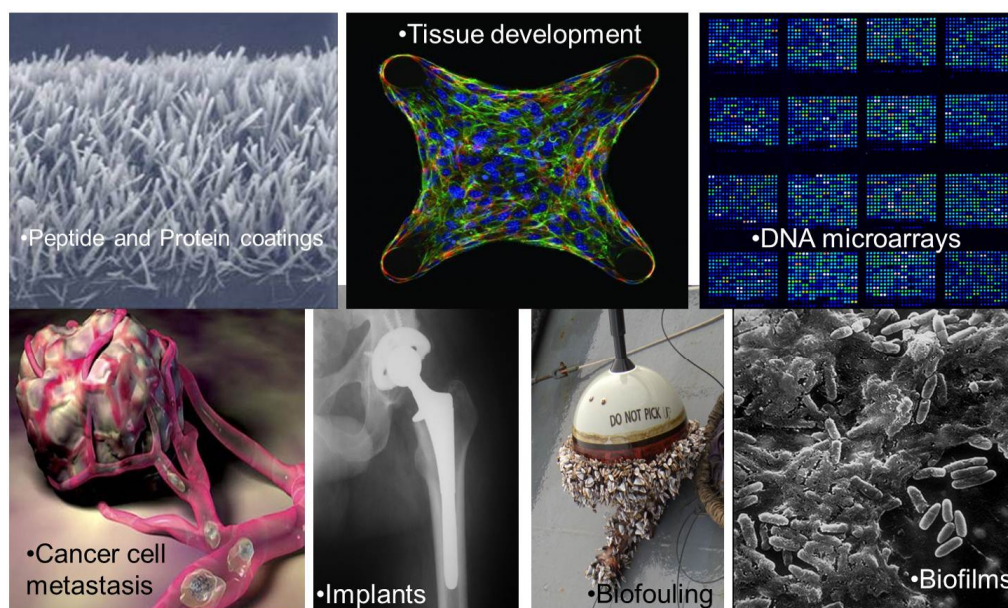 •Tissue development
•Peptide and Protein coatings
•DNA microarrays
•Cancer cell
metastasis
•Implants
DO NOT PICK
•Biofouling
•Biofilms